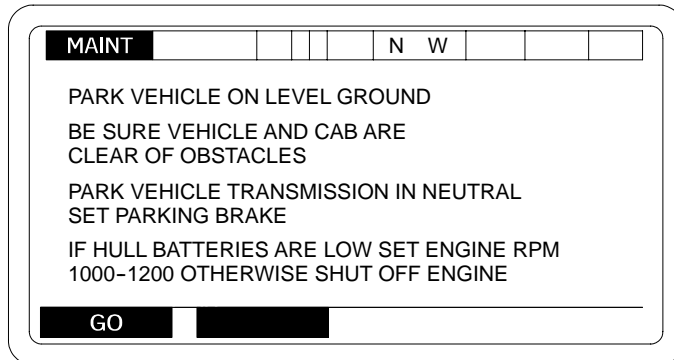 MAINT N W
PARK VEHICLE ON LEVEL GROUND
BE SURE VEHICLE AND CAB ARE
CLEAR OF OBSTACLES
PARK VEHICLE TRANSMISSION IN NEUTRAL
SET PARKING BRAKE
IF HULL BATTERIES ARE LOW SET ENGINE RPM
1000-1200 OTHERWISE SHUT OFF ENGINE
GO